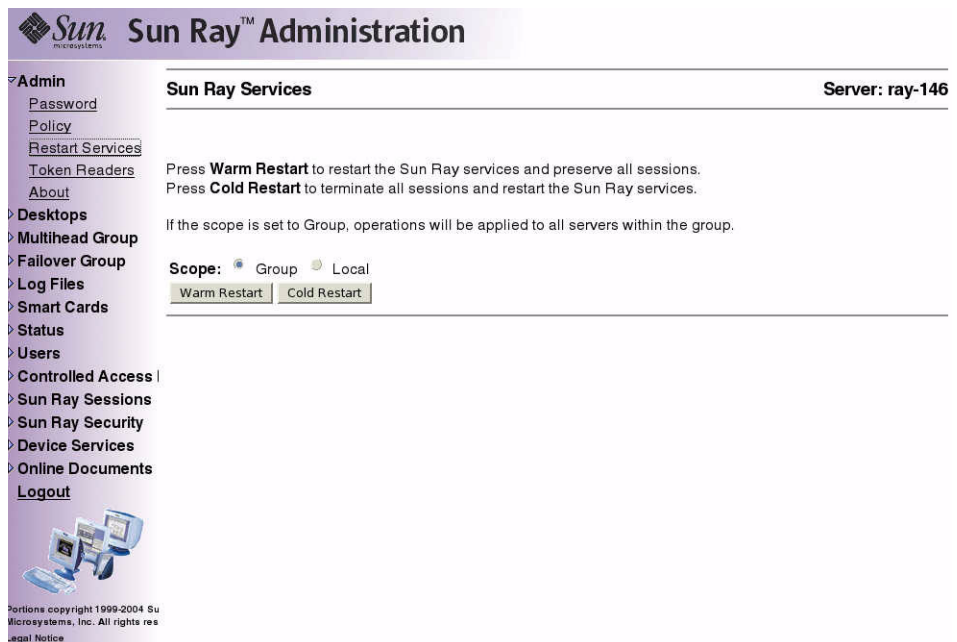 Sun microsystems
Sun Ray™ Administration
Admin
Password
Policy
Restart Services
Token Readers
About
Desktops
Multihead Group
Failover Group
Log Files
Smart Cards
Status
Users
Controlled Access
Sun Ray Sessions
Sun Ray Security
Device Services
Online Documents
Logout
Portions copyright 1999-2004 Su
Microsystems, Inc. All rights res
Legal Notice
Sun Ray Services Server: ray-146
Press Warm Restart to restart the Sun Ray services and preserve all sessions.
Press Cold Restart to terminate all sessions and restart the Sun Ray services.
If the scope is set to Group, operations will be applied to all servers within the group.
Scope: Group Local
Warm Restart Cold Restart